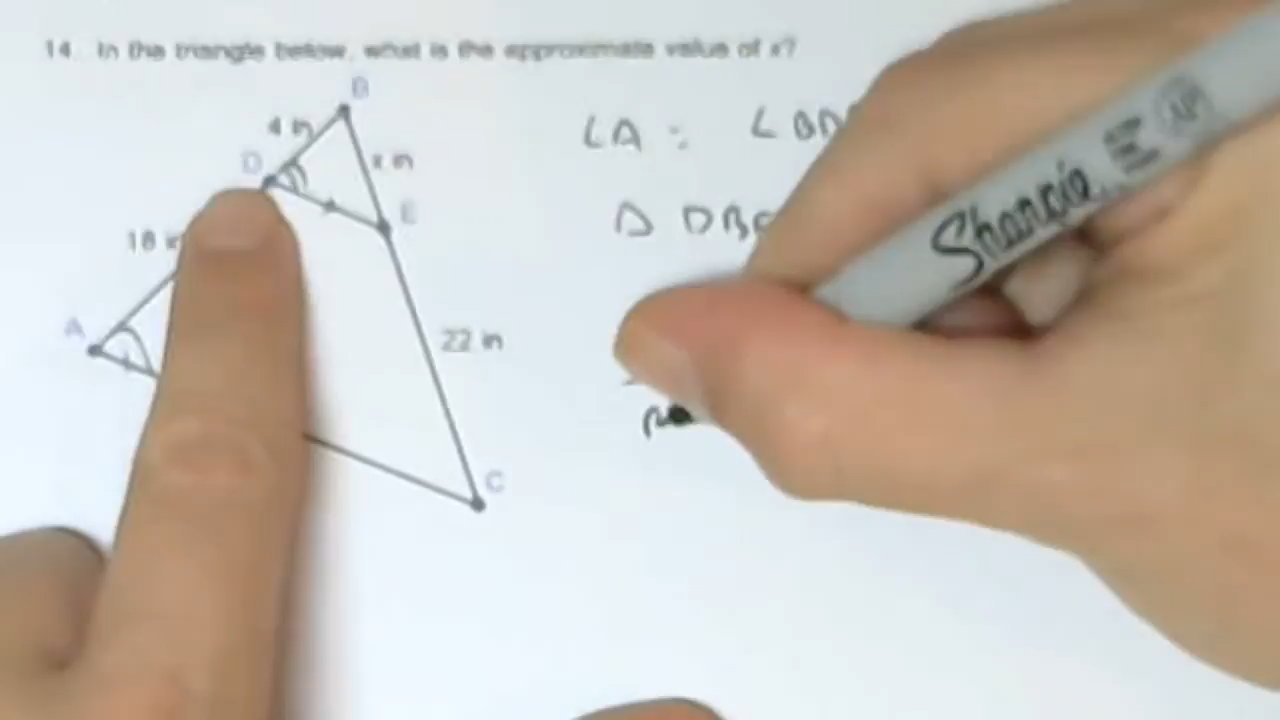 14. In the triangle below, what is the approximate value of x?
B
4 in
D
x in
E
18
A
22 in
C
∠A = ∠BD
Δ DB
Sharpie